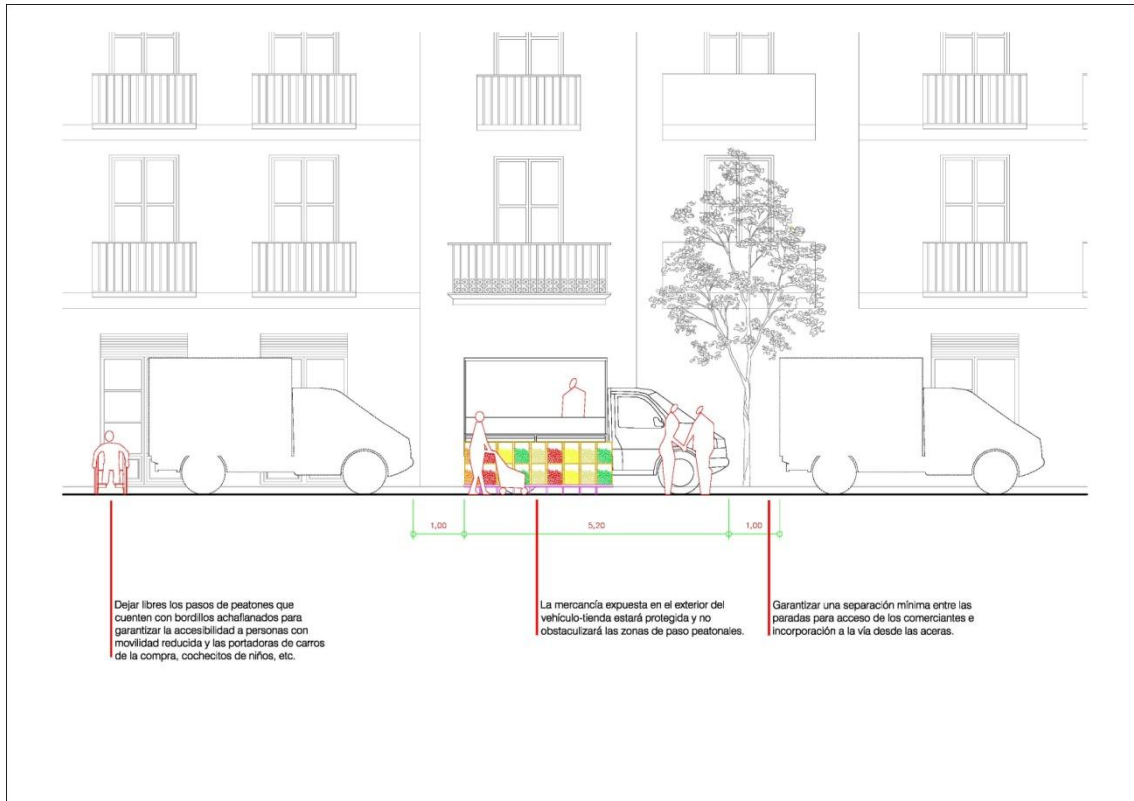 1,00
5,20
1,00
Dejar libres los pasos de peatones que
cuenten con bordillos achaflanados para
garantizar la accesibilidad a personas con
movilidad reducida y las portadoras de carros
de la compra, cochecitos de niños, etc.
La mercancía expuesta en el exterior del
vehículo-tienda estará protegida y no
obstaculizará las zonas de paso peatonales.
Garantizar una separación mínima entre las
paradas para acceso de los comerciantes e
incorporación a la vía desde las aceras.